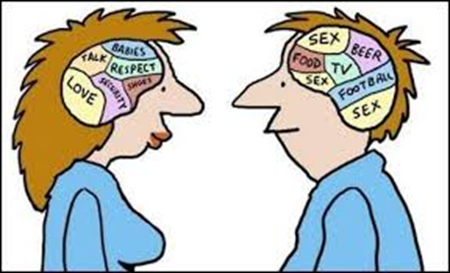 BABIES
TALK
RESPECT
LOVE
SECURITY
SHOES
SEX
BEER
FOOD
TV
SEX
FOOTBALL
SEX